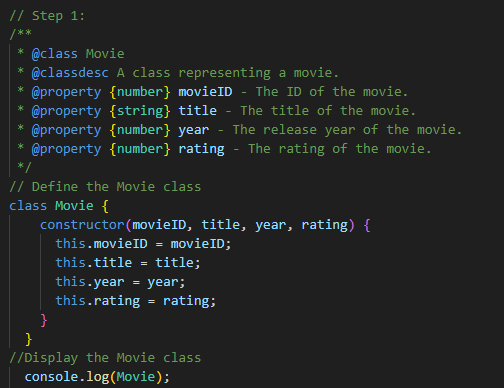 // Step 1:
/**
 * @class Movie
 * @classdesc A class representing a movie.
 * @property {number} movieID - The ID of the movie.
 * @property {string} title - The title of the movie.
 * @property {number} year - The release year of the movie.
 * @property {number} rating - The rating of the movie.
 */
// Define the Movie class
class Movie {
    constructor(movieID, title, year, rating) {
      this.movieID = movieID;
      this.title = title;
      this.year = year;
      this.rating = rating;
    }
  }
//Display the Movie class
  console.log(Movie);